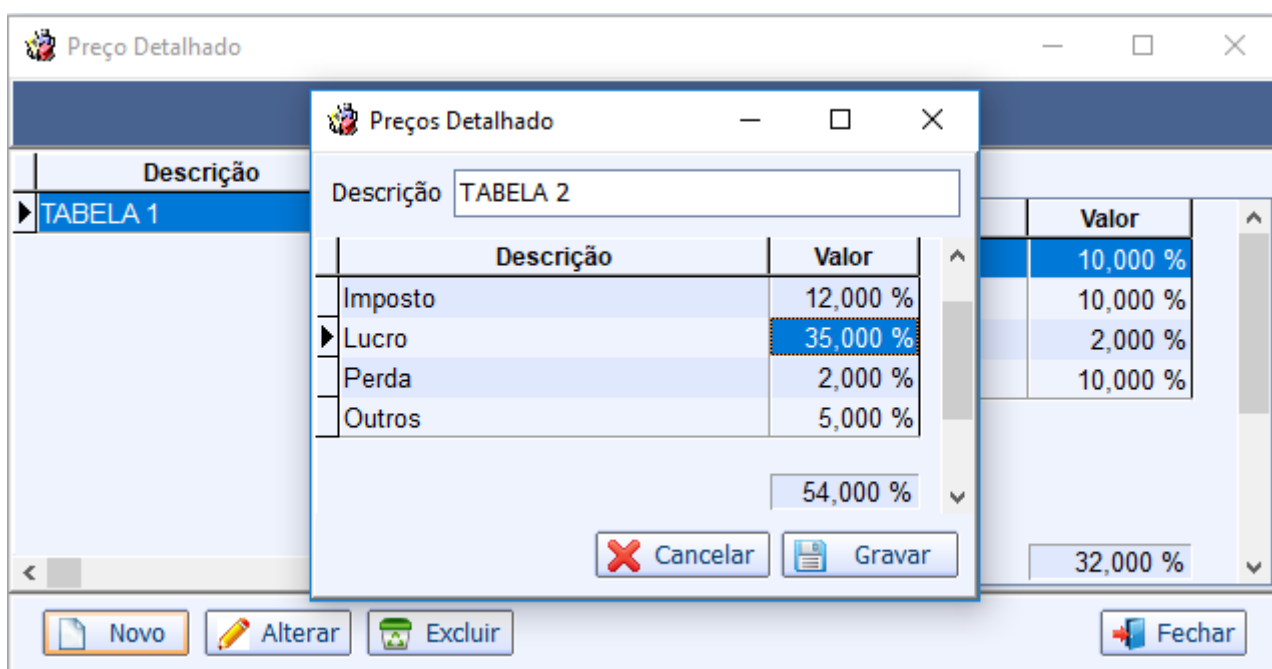 Preço Detalhado
Preços Detalhado
Descrição TABELA 2
Descrição Valor
Imposto 12,000 %
Lucro 35,000 %
Perda 2,000 %
Outros 5,000 %
54,000 %
Cancelar Gravar
Descrição
TABELA 1
Valor
10,000 %
10,000 %
2,000 %
10,000 %
32,000 %
Novo Alterar Excluir Fechar